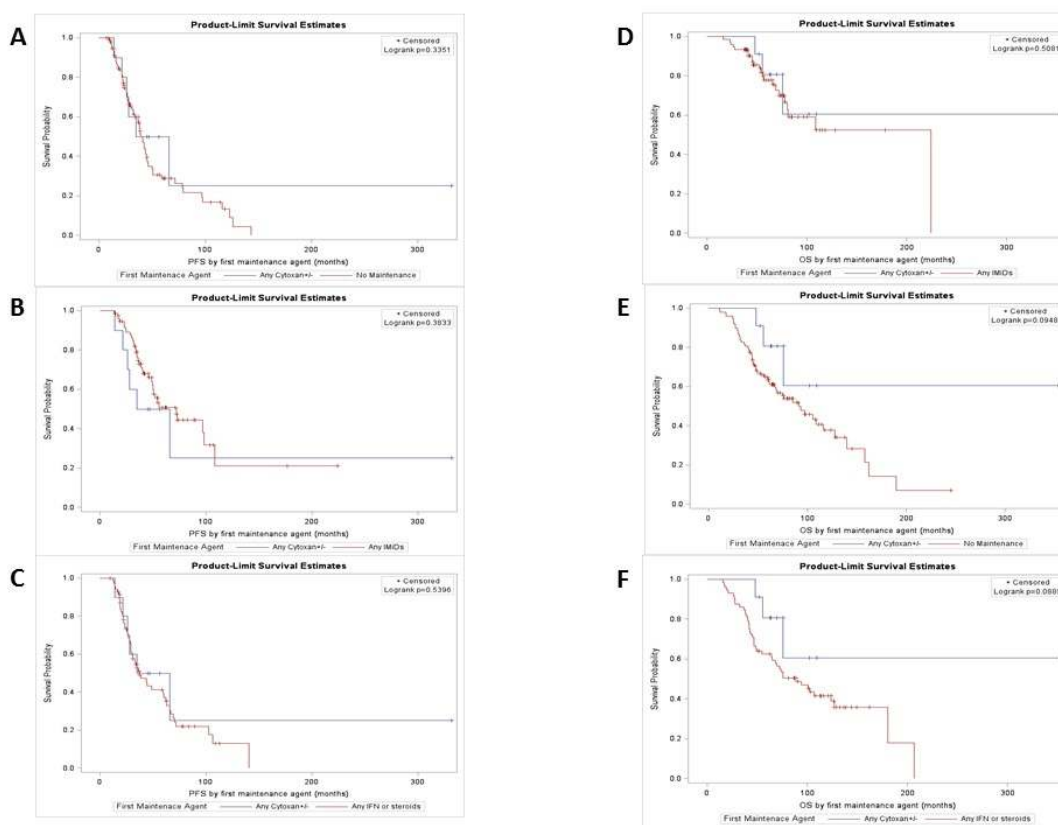 A
Product-Limit Survival Estimates
+ Censored
Logrank p=0.3351
Survival Probability
1.0
0.8
0.6
0.4
0.2
0.0
0 100 200 300
PFS by first maintenance agent (months)
First Maintenace Agent Any Cytoxan+/- No Maintenance
B
Product-Limit Survival Estimates
+ Censored
Logrank p=0.3833
Survival Probability
1.0
0.8
0.6
0.4
0.2
0.0
0 100 200 300
PFS by first maintenance agent (months)
First Maintenace Agent Any Cytoxan+/- Any IMiDs
C
Product-Limit Survival Estimates
+ Censored
Logrank p=0.5396
Survival Probability
1.0
0.8
0.6
0.4
0.2
0.0
0 100 200 300
PFS by first maintenance agent (months)
First Maintenace Agent Any Cytoxan+/- Any IFN or steroids
D
Product-Limit Survival Estimates
+ Censored
Logrank p=0.5081
Survival Probability
1.0
0.8
0.6
0.4
0.2
0.0
0 100 200 300
OS by first maintenance agent (months)
First Maintenace Agent Any Cytoxan+/- Any IMiDs
E
Product-Limit Survival Estimates
+ Censored
Logrank p=0.0948
Survival Probability
1.0
0.8
0.6
0.4
0.2
0.0
0 100 200 300
OS by first maintenance agent (months)
First Maintenace Agent Any Cytoxan+/- No Maintenance
F
Product-Limit Survival Estimates
+ Censored
Survival Probability
1.0
0.8
0.6
0.4
0.2
0.0
0 100 200 300
OS by first maintenance agent (months)
First Maintenace Agent Any Cytoxan+/- Any IFN or steroids